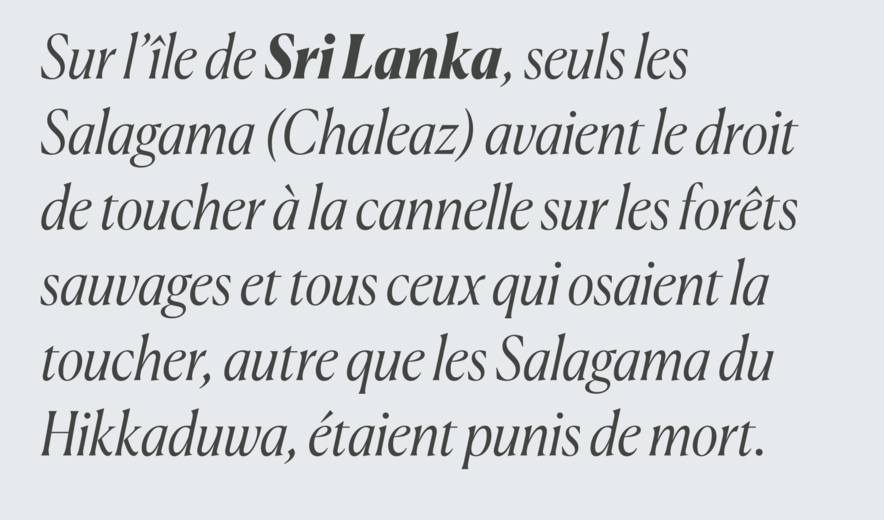 Sur l’île de Sri Lanka, seuls les
Salagama (Chaleaz) avaient le droit
de toucher à la cannelle sur les forêts
sauvages et tous ceux qui osaient la
toucher, autre que les Salagama du
Hikkaduwa, étaient punis de mort.